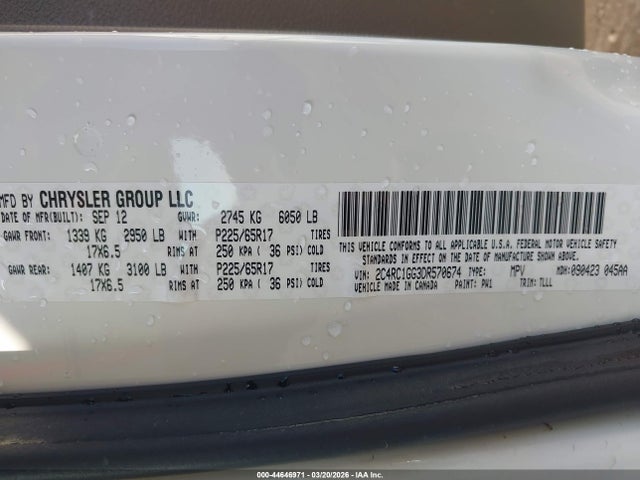 MFD BY CHRYSLER GROUP LLC
DATE OF MFR(BUILT): SEP 12 GVWR: 2745 KG 6050 LB
GAWR FRONT: 1339 KG 2950 LB WITH P225/65R17 TIRES
17X6.5 RIMS AT 250 KPA ( 36 PSI) COLD
GAWR REAR: 1407 KG 3100 LB WITH P225/65R17 TIRES
17X6.5 RIMS AT 250 KPA ( 36 PSI) COLD
THIS VEHICLE CONFORMS TO ALL APPLICABLE U.S.A. FEDERAL MOTOR VEHICLE SAFETY
STANDARDS IN EFFECT ON THE DATE OF MANUFACTURE SHOWN ABOVE.
VIN: 2C4RC1GG3DR570674 TYPE: MPV MDH: 090423 045AA
VEHICLE MADE IN CANADA PAINT: PW1 TRIM: TLLL
000-44646971 | 03/20/2026 - IAA Inc.